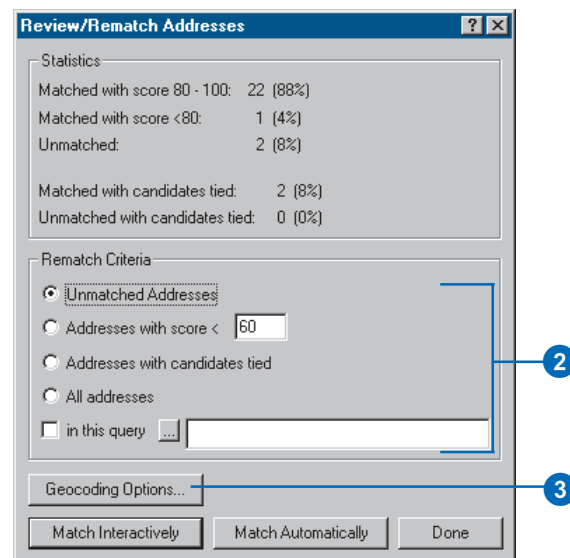 Review/Rematch Addresses
Statistics
Matched with score 80 - 100: 22 (88%)
Matched with score <80: 1 (4%)
Unmatched: 2 (8%)
Matched with candidates tied: 2 (8%)
Unmatched with candidates tied: 0 (0%)
Rematch Criteria
Unmatched Addresses
Addresses with score < 60
Addresses with candidates tied
2
All addresses
in this query ...
Geocoding Options...
3
Match Interactively Match Automatically Done